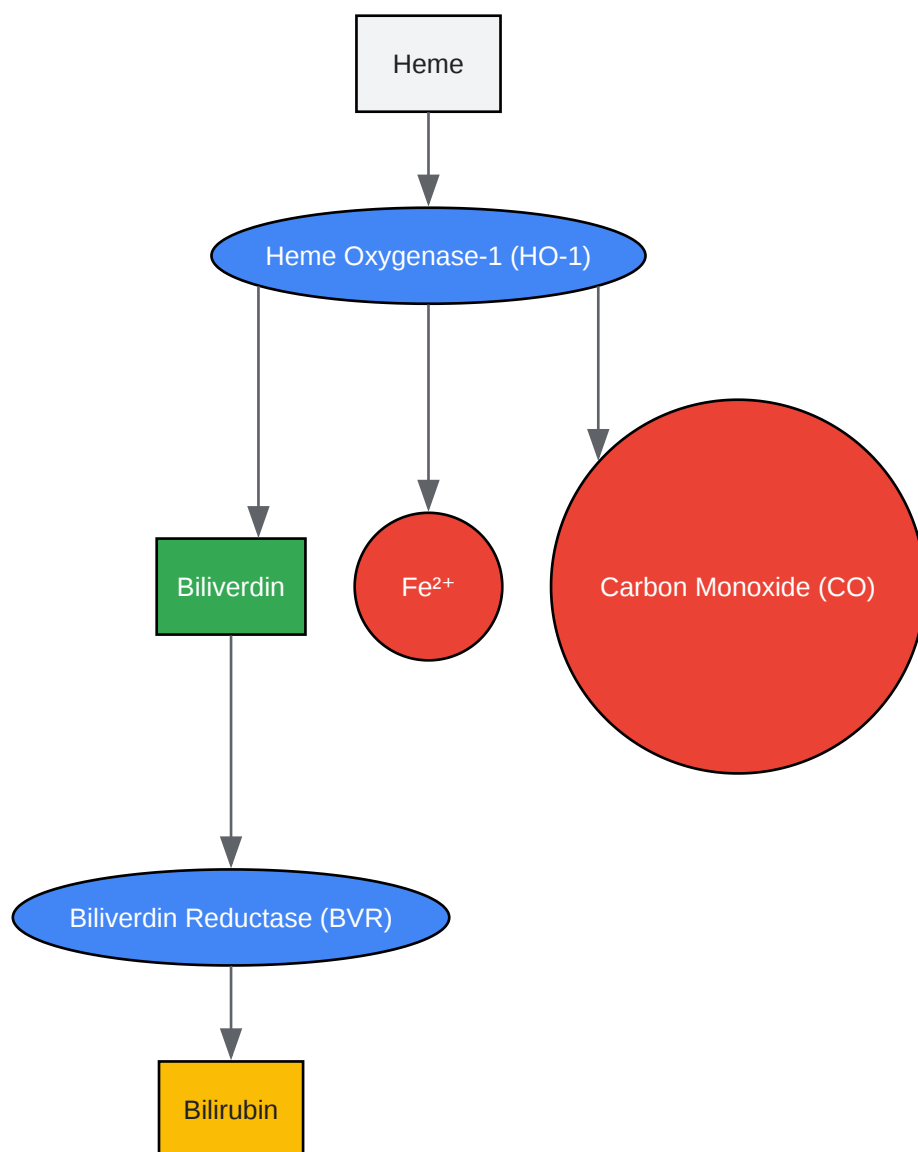 Heme
Heme Oxygenase-1 (HO-1)
Biliverdin
Fe²⁺
Carbon Monoxide (CO)
Biliverdin Reductase (BVR)
Bilirubin